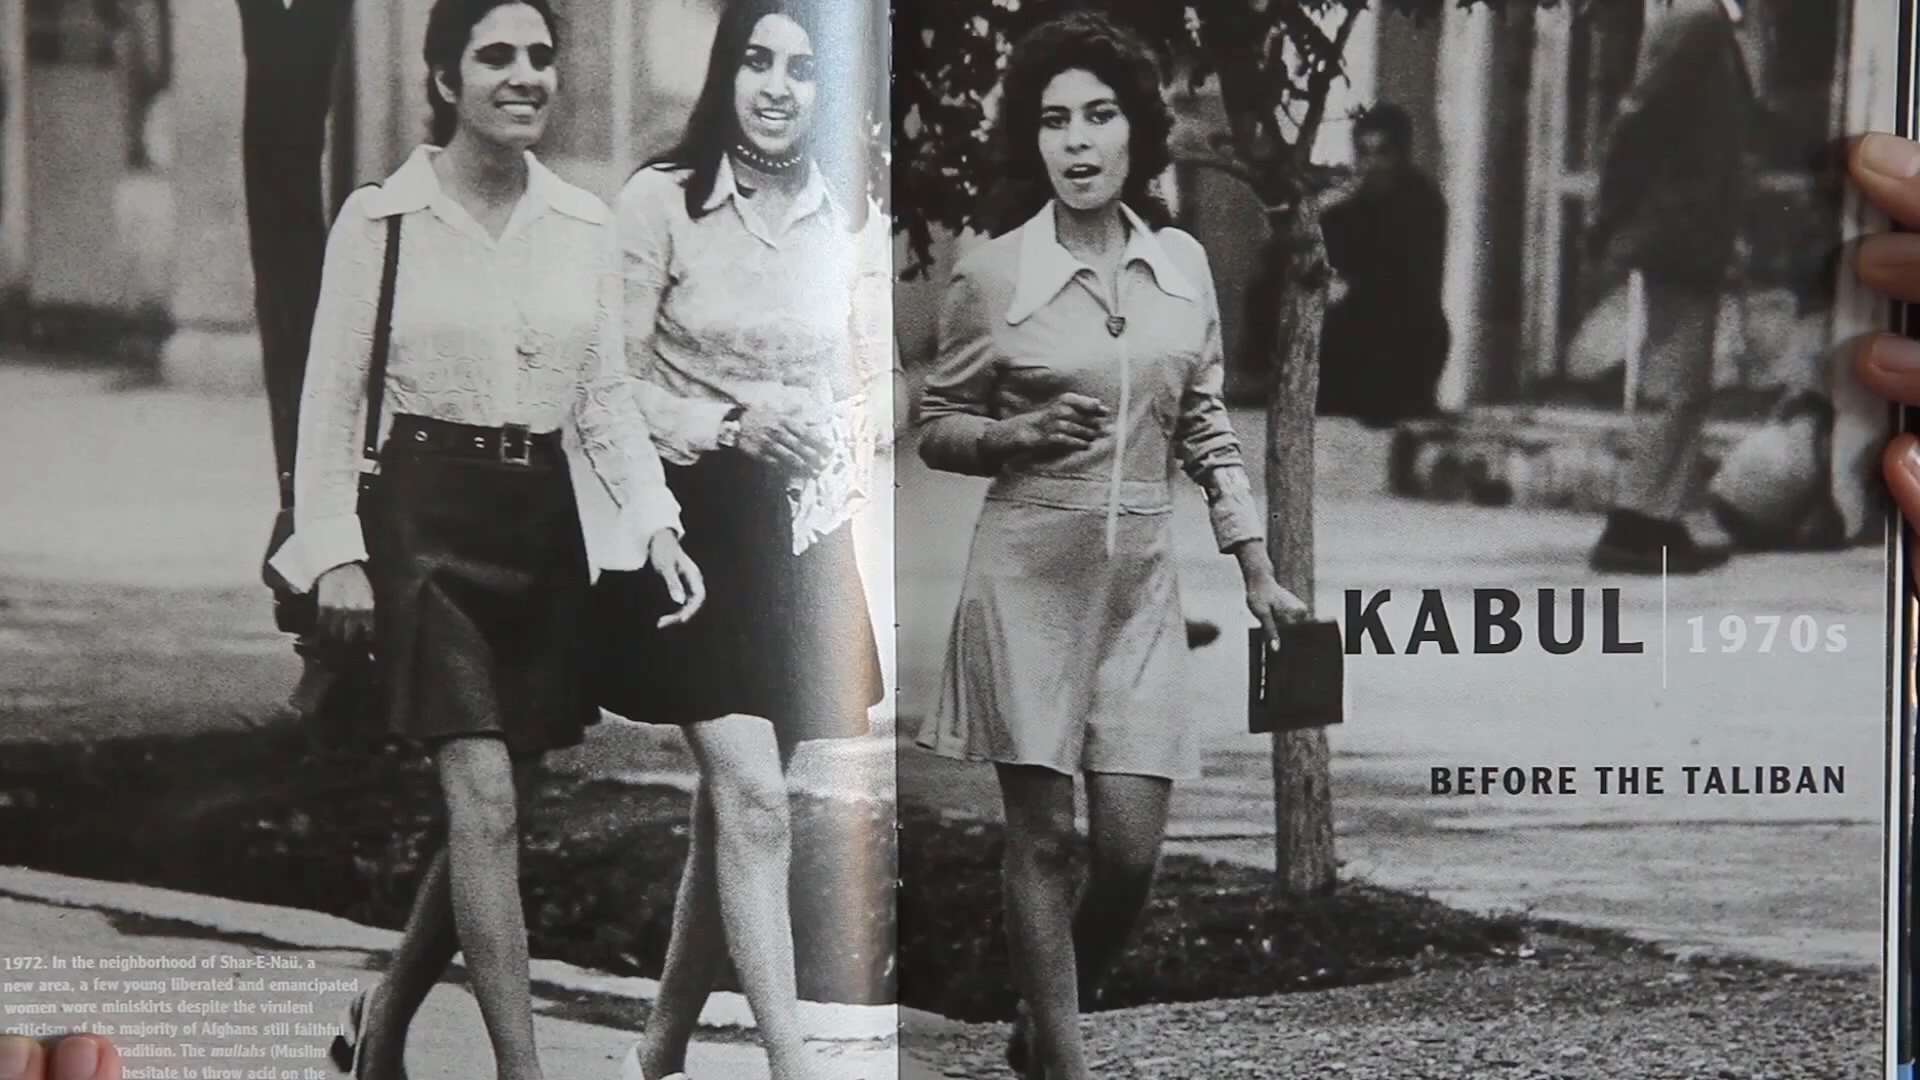 KABUL
1970s
BEFORE THE TALIBAN
1972. In the neighborhood of Shar-E-Naü, a
new area, a few young liberated and emancipated
women wore miniskirts despite the virulent
criticism of the majority of Afghans still faithful
radition. The mullahs (Muslim
hesitate to throw acid on the